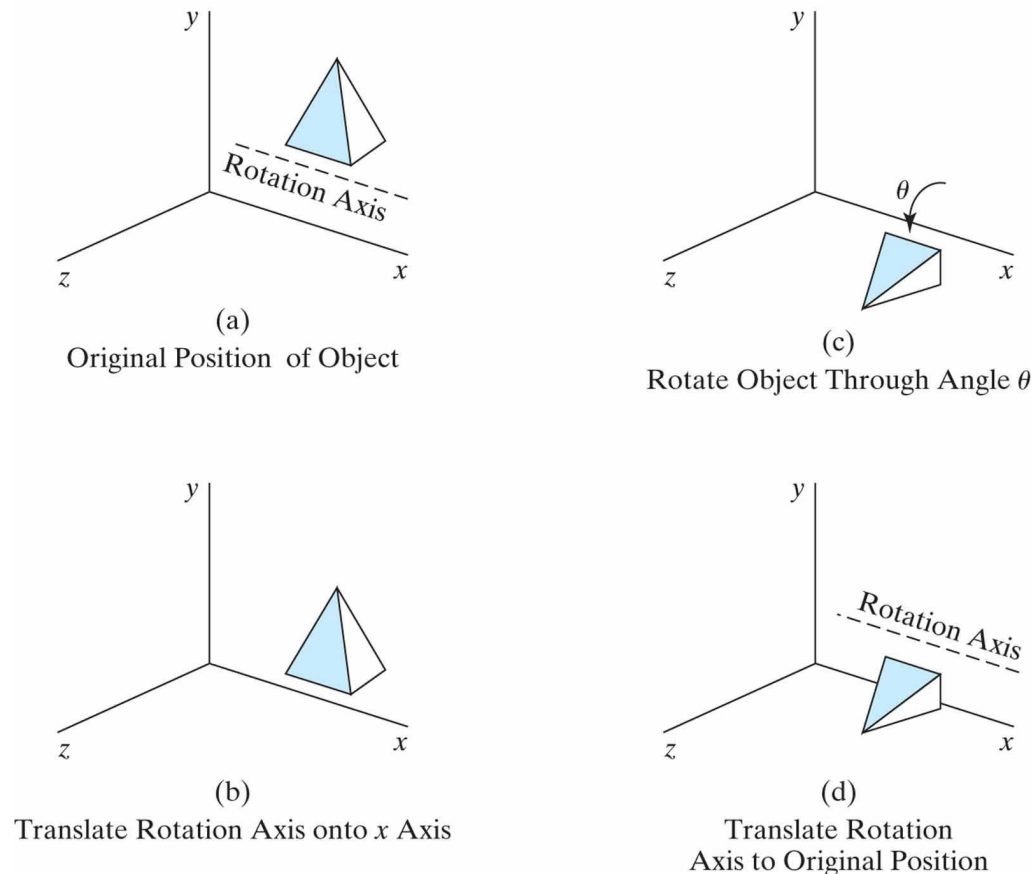 y
Rotation Axis
z
x
(a)
Original Position of Object
y
θ
z
x
(c)
Rotate Object Through Angle θ
y
z
x
(b)
Translate Rotation Axis onto x Axis
y
Rotation Axis
z
x
(d)
Translate Rotation
Axis to Original Position